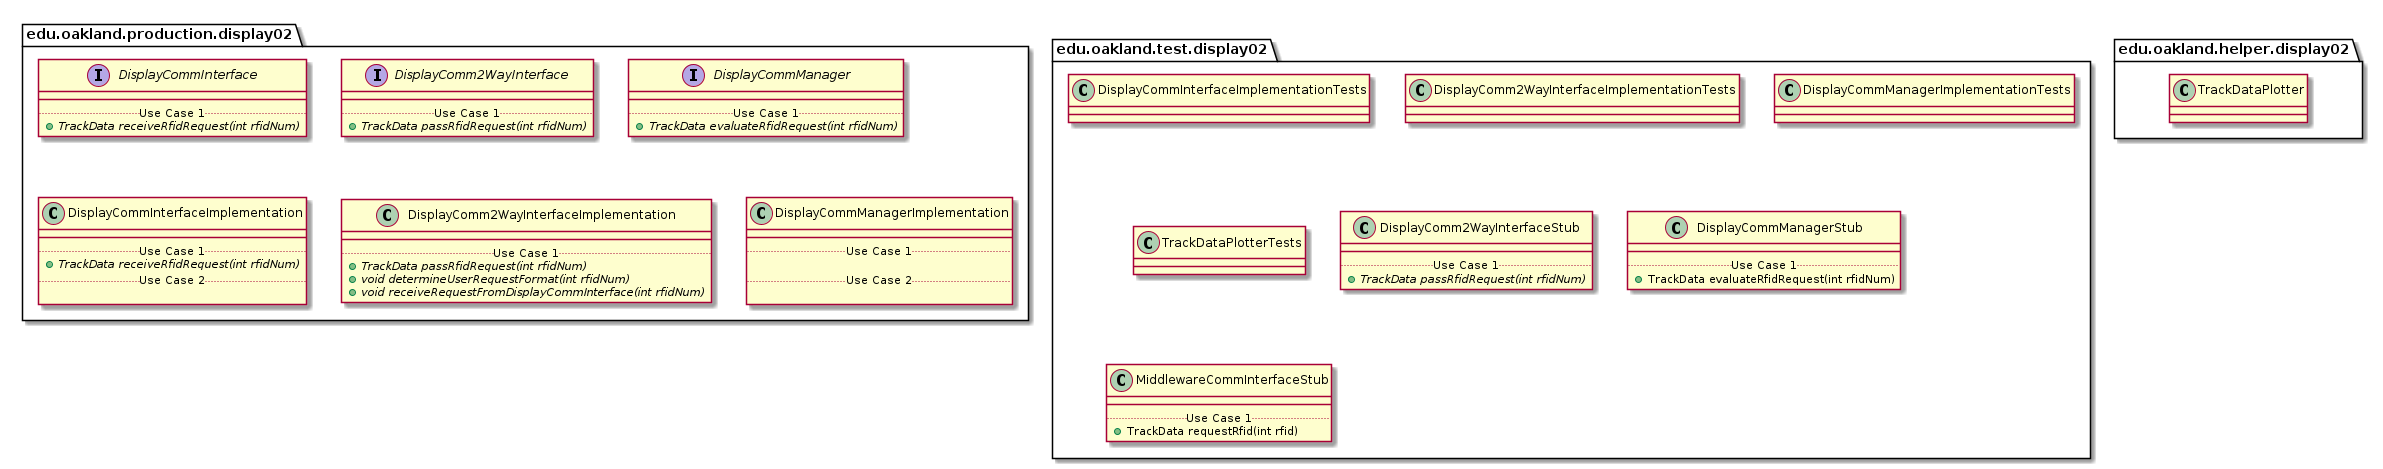 edu.oakland.production.display02
I DisplayCommInterface
Use Case 1
TrackData receiveRfidRequest(int rfidNum)
I DisplayComm2WayInterface
Use Case 1
TrackData passRfidRequest(int rfidNum)
I DisplayCommManager
Use Case 1
TrackData evaluateRfidRequest(int rfidNum)
C DisplayCommInterfaceImplementation
Use Case 1
TrackData receiveRfidRequest(int rfidNum)
Use Case 2
C DisplayComm2WayInterfaceImplementation
Use Case 1
TrackData passRfidRequest(int rfidNum)
void determineUserRequestFormat(int rfidNum)
void receiveRequestFromDisplayCommInterface(int rfidNum)
C DisplayCommManagerImplementation
Use Case 1
Use Case 2
edu.oakland.test.display02
C DisplayCommInterfaceImplementationTests
C DisplayComm2WayInterfaceImplementationTests
C DisplayCommManagerImplementationTests
C TrackDataPlotterTests
C DisplayComm2WayInterfaceStub
Use Case 1
TrackData passRfidRequest(int rfidNum)
C DisplayCommManagerStub
Use Case 1
TrackData evaluateRfidRequest(int rfidNum)
C MiddlewareCommInterfaceStub
Use Case 1
TrackData requestRfid(int rfid)
edu.oakland.helper.display02
C TrackDataPlotter